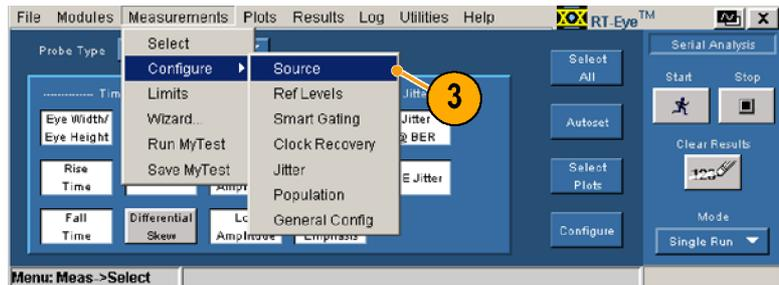 File Modules Measurements Plots Results Log Utilities Help RT-Eye™ X
Probe Type
Select
Configure
Limits
Wizard...
Run MyTest
Save MyTest
Source
Ref Levels
Smart Gating
Clock Recovery
Jitter
Population
General Config
3
Eye Width/
Eye Height
Rise
Time
Fall
Time
Differential
Skew
Amplitude
Emphasis
Jitter
@ BER
Jitter
Select
All
Autoset
Select
Plots
Configure
Serial Analysis
Start Stop
Clear Results
Mode
Single Run
Menu: Meas->Select